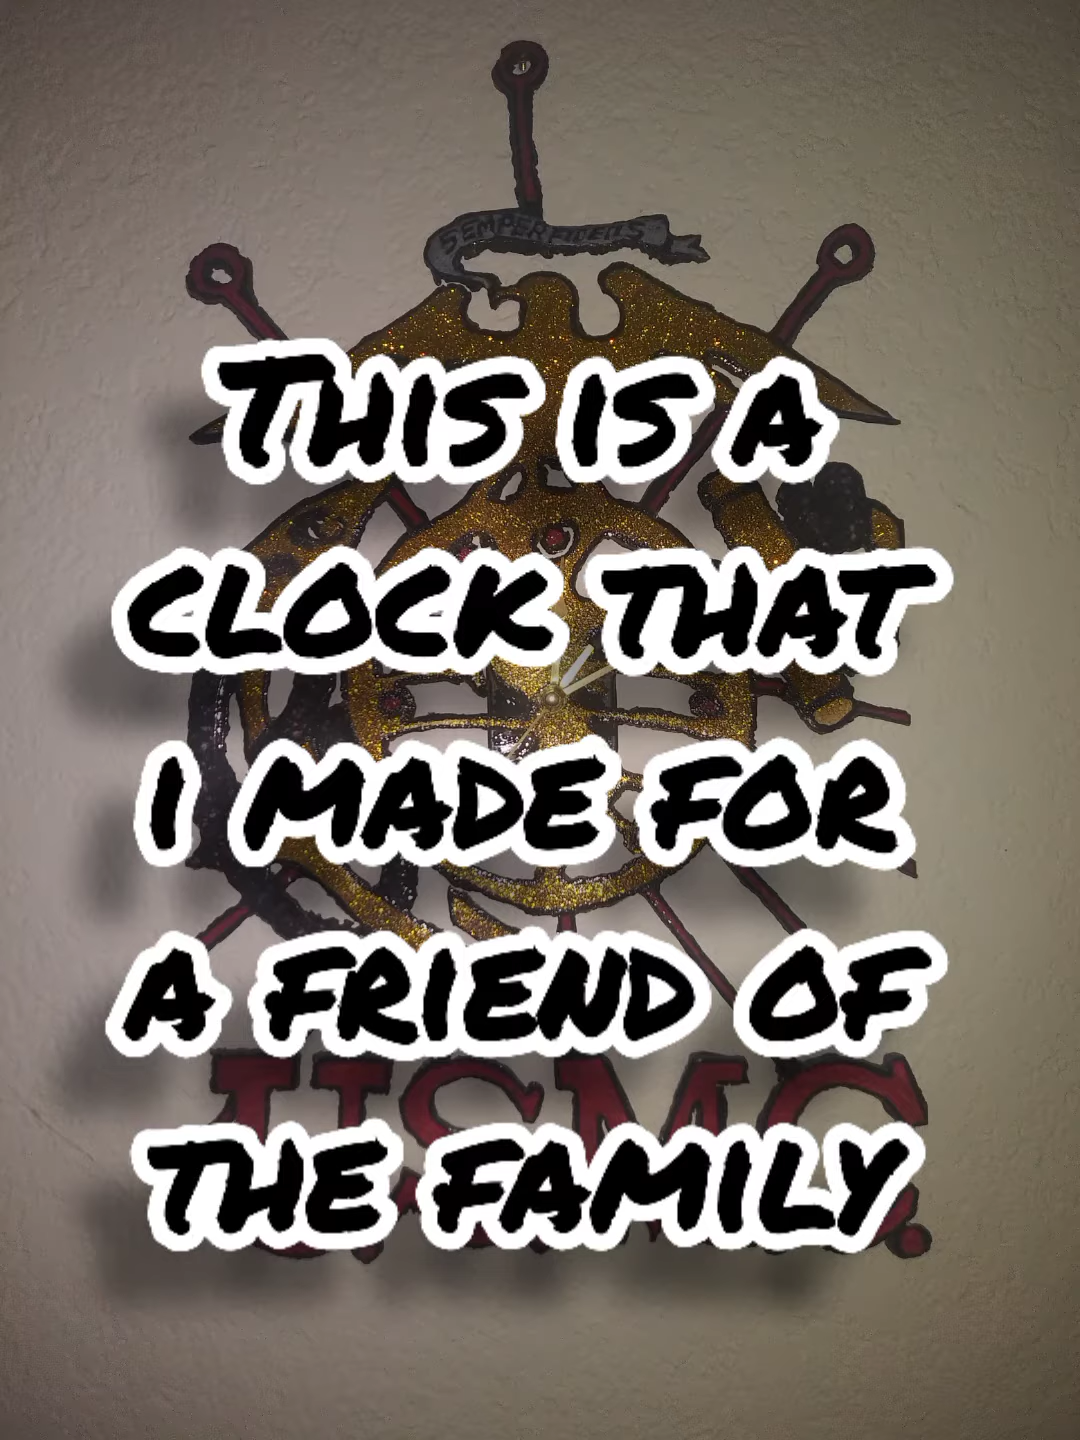 SEMPER FIDELIS
THIS IS A
CLOCK THAT
I MADE FOR
A FRIEND OF
THE FAMILY
U.S.M.C.